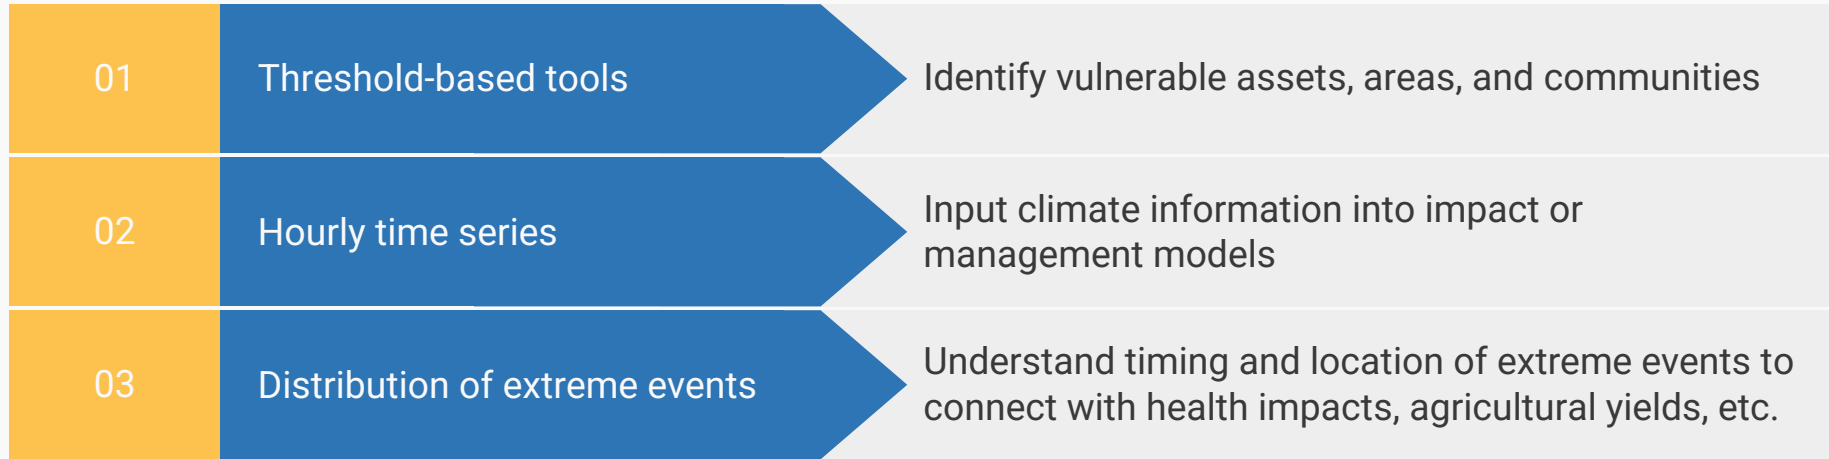 01
Threshold-based tools
Identify vulnerable assets, areas, and communities
02
Hourly time series
Input climate information into impact or
management models
03
Distribution of extreme events
Understand timing and location of extreme events to
connect with health impacts, agricultural yields, etc.